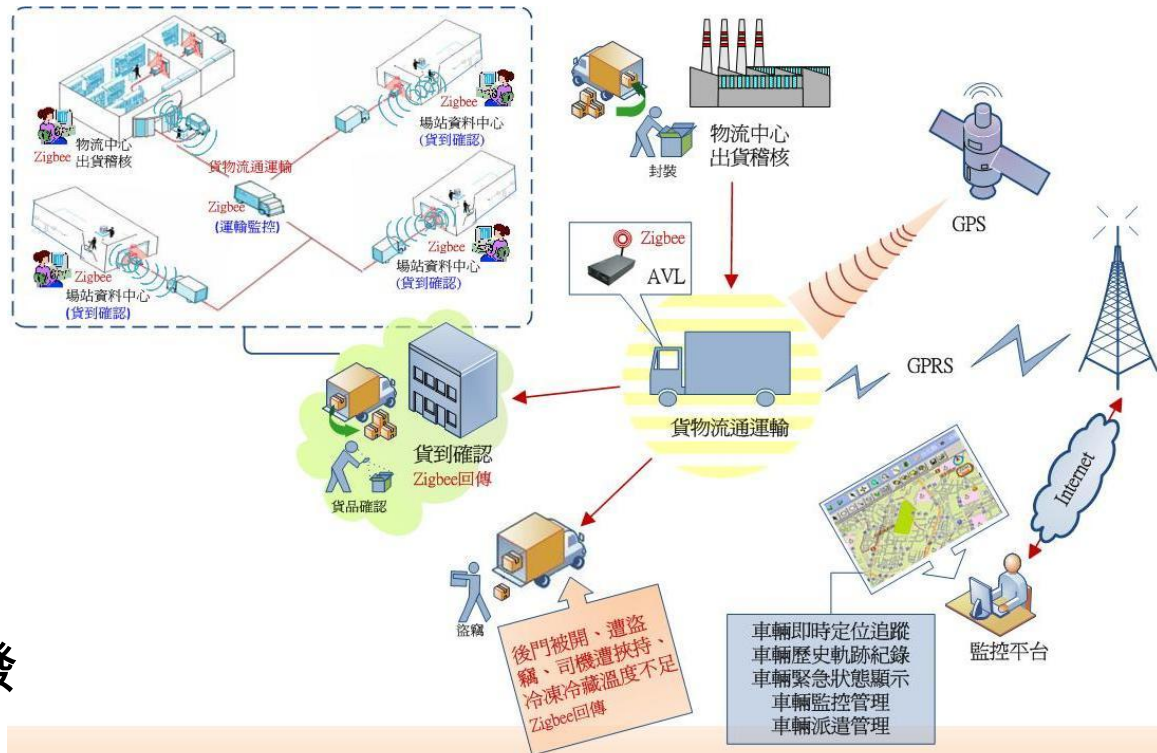 Zigbee
物流中心
出貨稽核
Zigbee
場站資料中心
(貨到確認)
貨物流通運輸
Zigbee
(運輸監控)
Zigbee
場站資料中心
(貨到確認)
Zigbee
場站資料中心
(貨到確認)
封裝
物流中心
出貨稽核
GPS
Zigbee
AVL
GPRS
貨物流通運輸
貨到確認
Zigbee回傳
貨品確認
Internet
盜竊
後門被開、遭盜
竊、司機遭挾持、
冷凍冷藏溫度不足
Zigbee回傳
車輛即時定位追蹤
車輛歷史軌跡紀錄
車輛緊急狀態顯示
車輛監控管理
車輛派遣管理
監控平台
發